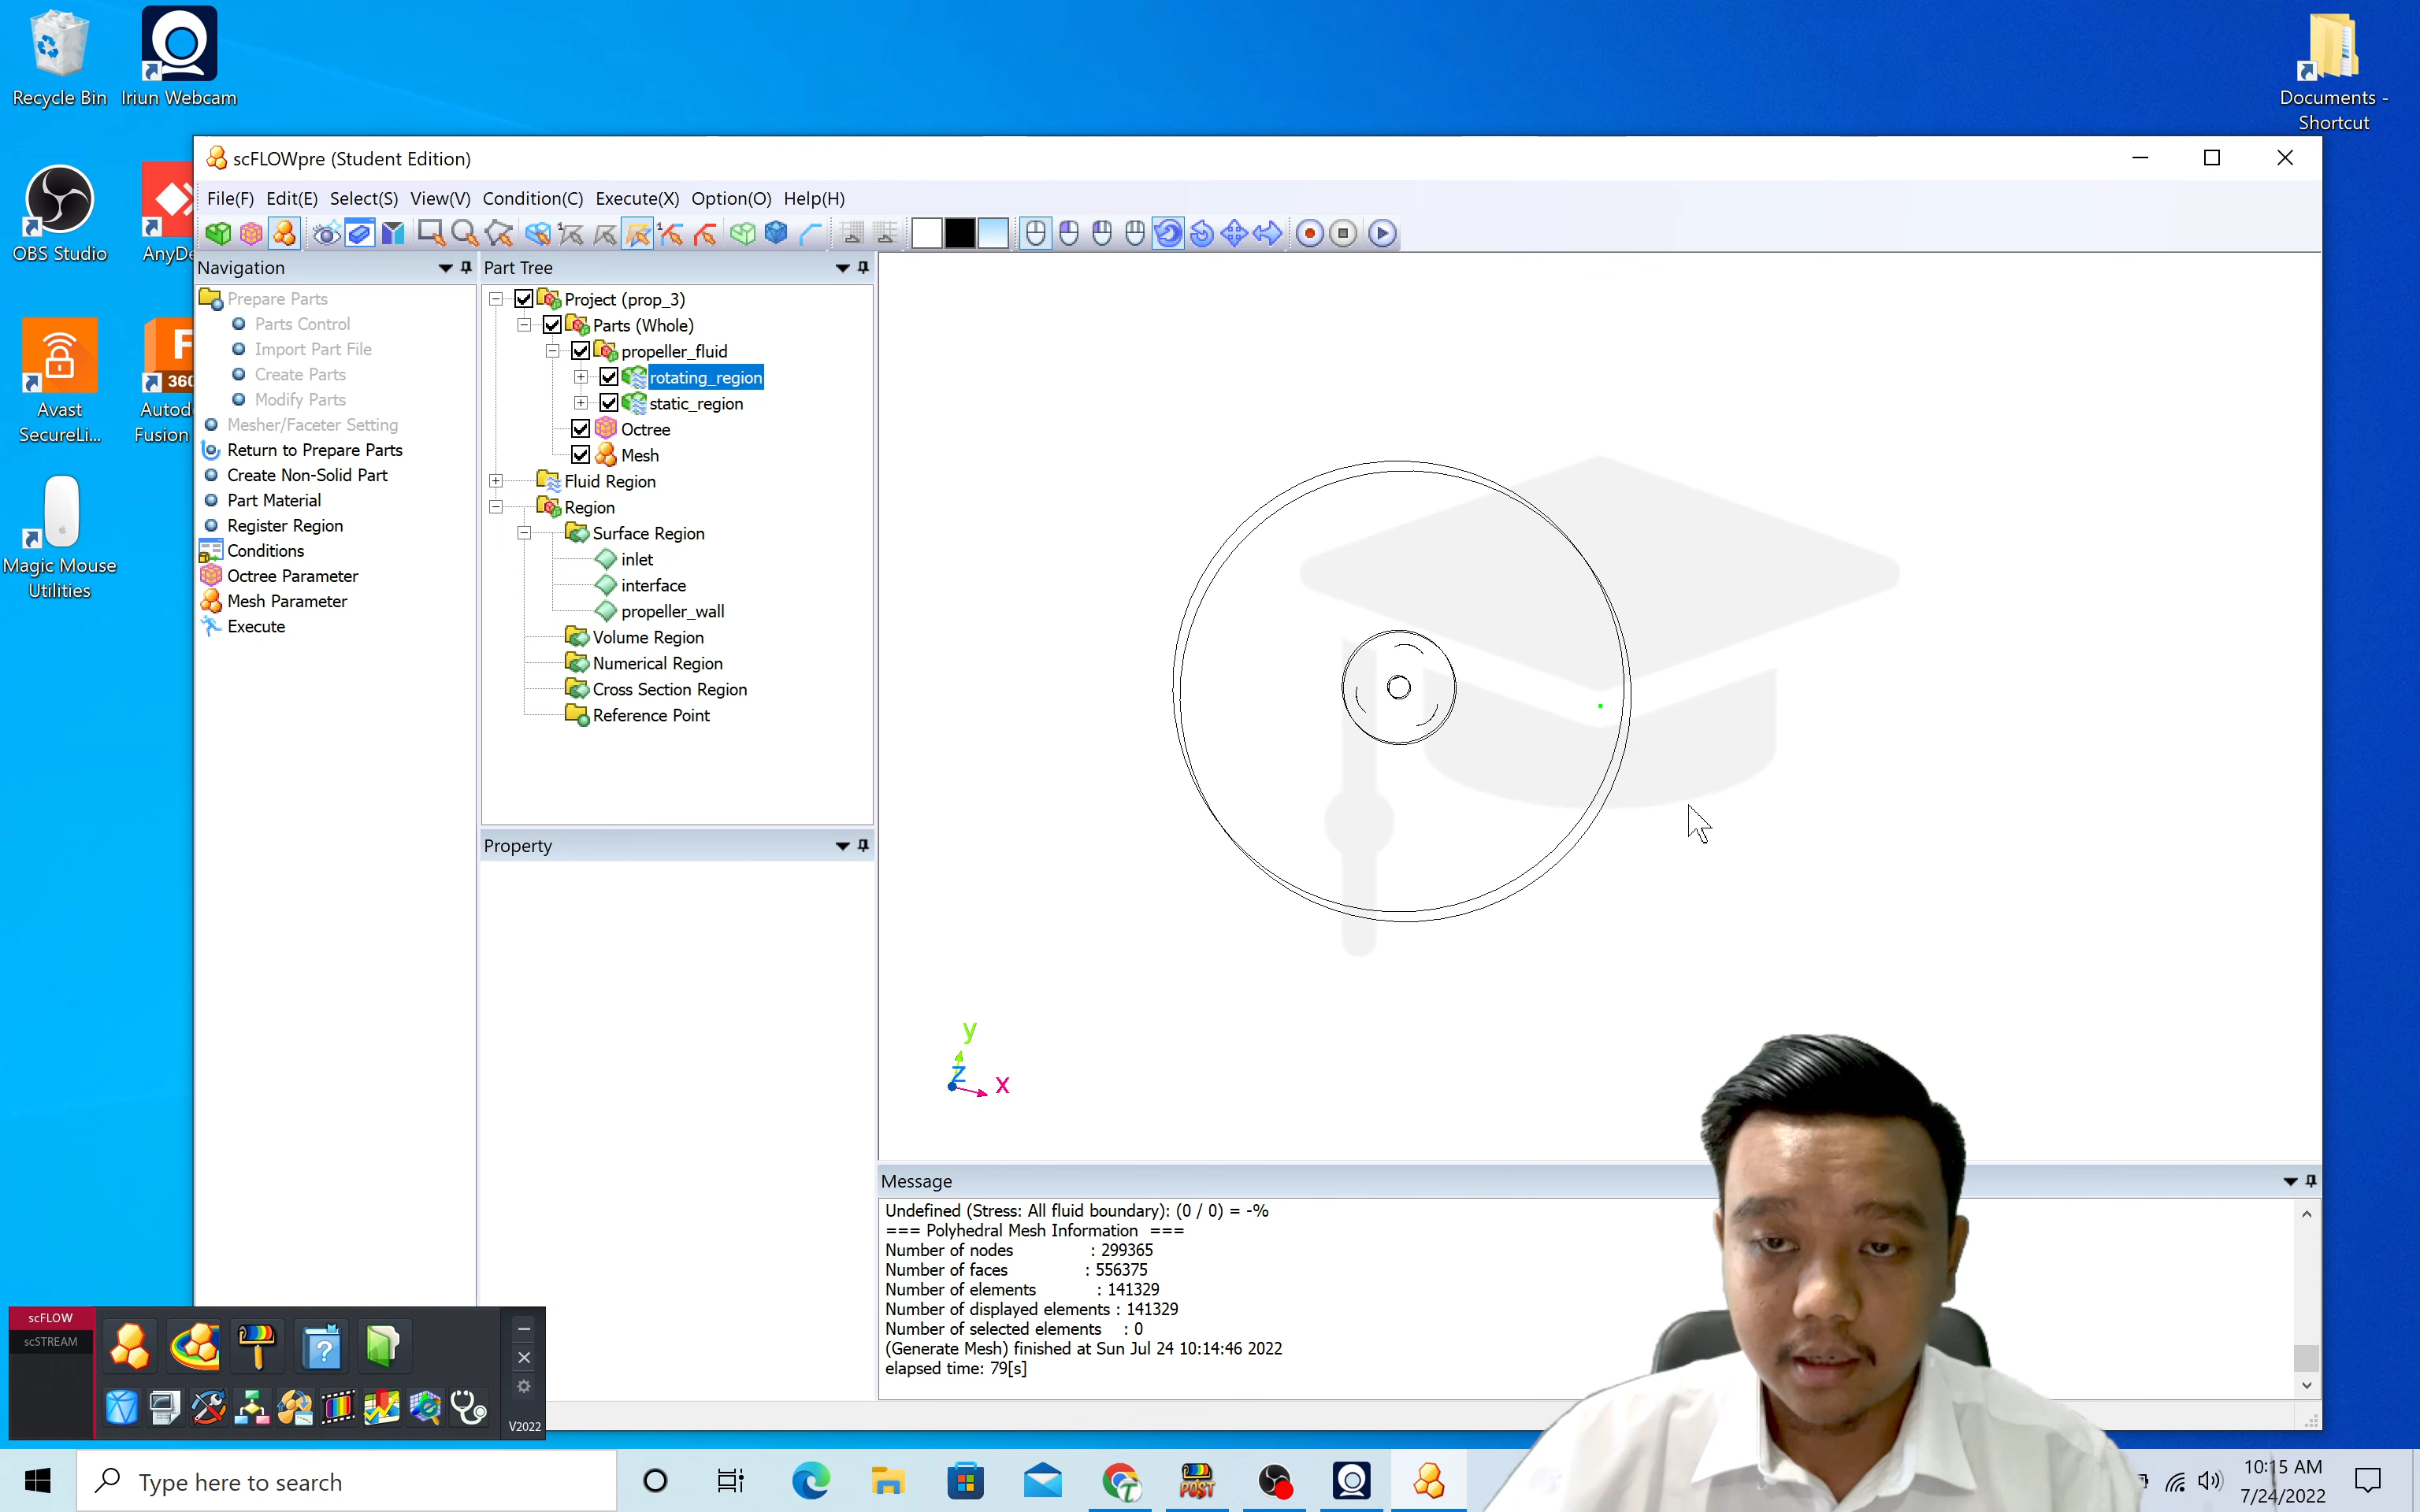 Recycle Bin
Iriun Webcam
Documents -
Shortcut
OBS Studio
AnyDe
Avast
SecureLi...
Autod
Fusion
360
Magic Mouse
Utilities
scFLOWpre (Student Edition)
File(F) Edit(E) Select(S) View(V) Condition(C) Execute(X) Option(O) Help(H)
Navigation
Prepare Parts
Parts Control
Import Part File
Create Parts
Modify Parts
Mesher/Faceter Setting
Return to Prepare Parts
Create Non-Solid Part
Part Material
Register Region
Conditions
Octree Parameter
Mesh Parameter
Execute
Part Tree
Project (prop_3)
Parts (Whole)
propeller_fluid
rotating_region
static_region
Octree
Mesh
Fluid Region
Region
Surface Region
inlet
interface
propeller_wall
Volume Region
Numerical Region
Cross Section Region
Reference Point
Property
y
z
x
Message
Undefined (Stress: All fluid boundary): (0 / 0) = -%
=== Polyhedral Mesh Information ===
Number of nodes : 299365
Number of faces : 556375
Number of elements : 141329
Number of displayed elements : 141329
Number of selected elements : 0
(Generate Mesh) finished at Sun Jul 24 10:14:46 2022
elapsed time: 79[s]
scFLOW
scSTREAM
V2022
Type here to search
POST
10:15 AM
7/24/2022